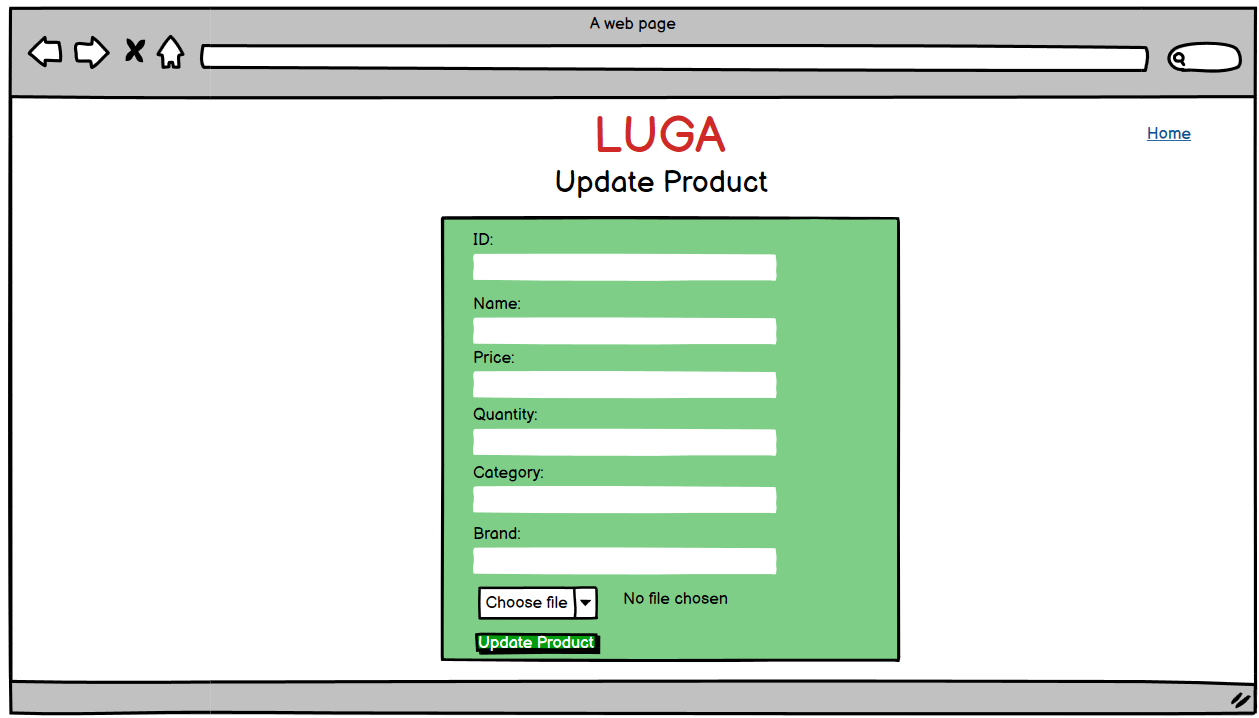 A web page
LUGA
Home
Update Product
ID:
Name:
Price:
Quantity:
Category:
Brand:
Choose file
No file chosen
Update Product